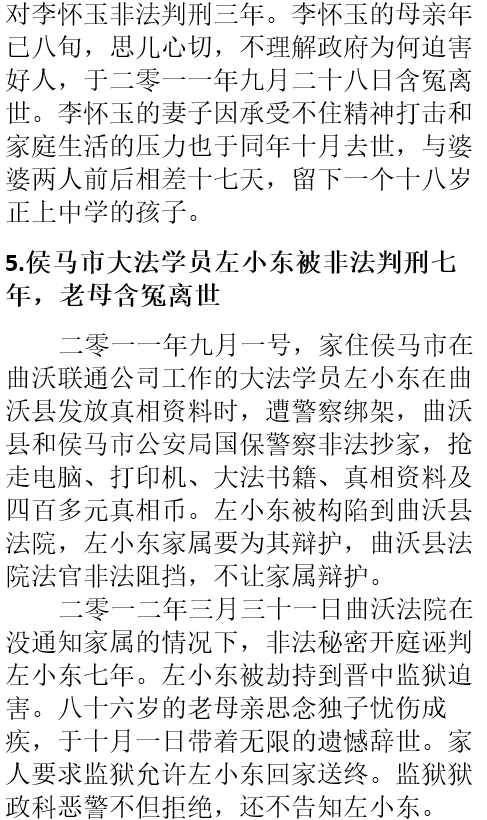 对李怀玉非法判刑三年。李怀玉的母亲年
已八旬，思儿心切，不理解政府为何迫害
好人，于二零一一年九月二十八日含冤离
世。李怀玉的妻子因承受不住精神打击和
家庭生活的压力也于同年十月去世，与婆
婆两人前后相差十七天，留下一个十八岁
正上中学的孩子。
5.侯马市大法学员左小东被非法判刑七
年，老母含冤离世
二零一一年九月一号，家住侯马市在
曲沃联通公司工作的大法学员左小东在曲
沃县发放真相资料时，遭警察绑架，曲沃
县和侯马市公安局国保警察非法抄家，抢
走电脑、打印机、大法书籍、真相资料及
四百多元真相币。左小东被构陷到曲沃县
法院，左小东家属要为其辩护，曲沃县法
院法官非法阻挡，不让家属辩护。
二零一二年三月三十一日曲沃法院在
没通知家属的情况下，非法秘密开庭诬判
左小东七年。左小东被劫持到晋中监狱迫
害。八十六岁的老母亲思念独子忧伤成
疾，于十月一日带着无限的遗憾辞世。家
人要求监狱允许左小东回家送终。监狱狱
政科恶警不但拒绝，还不告知左小东。